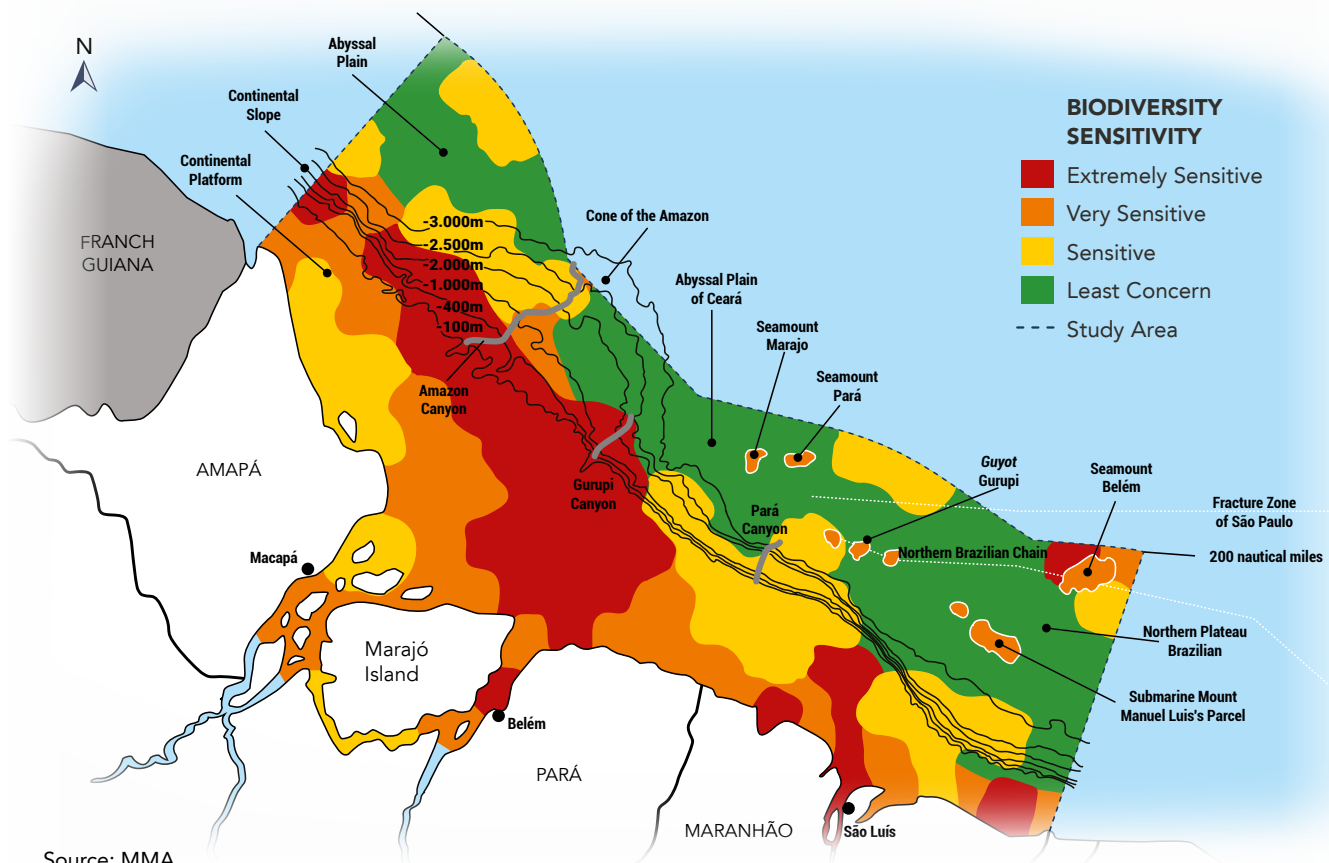 N
Abyssal
Plain
Continental
Slope
Continental
Platform
BIODIVERSITY
SENSITIVITY
Extremely Sensitive
Very Sensitive
Sensitive
Least Concern
Study Area
FRANCH
GUIANA
-3.000m
-2.500m
-2.000m
-1.000m
-400m
-100m
Cone of the Amazon
Abyssal Plain
of Ceará
Seamount
Marajo
Seamount
Pará
Amazon
Canyon
AMAPÁ
Gurupi
Canyon
Pará
Canyon
Guyot
Gurupi
Seamount
Belém
Fracture Zone
of São Paulo
Northern Brazilian Chain
200 nautical miles
Macapá
Marajó
Island
Northern Plateau
Brazilian
Submarine Mount
Manuel Luis's Parcel
Belém
PARÁ
MARANHÃO
São Luís
Source: MMA